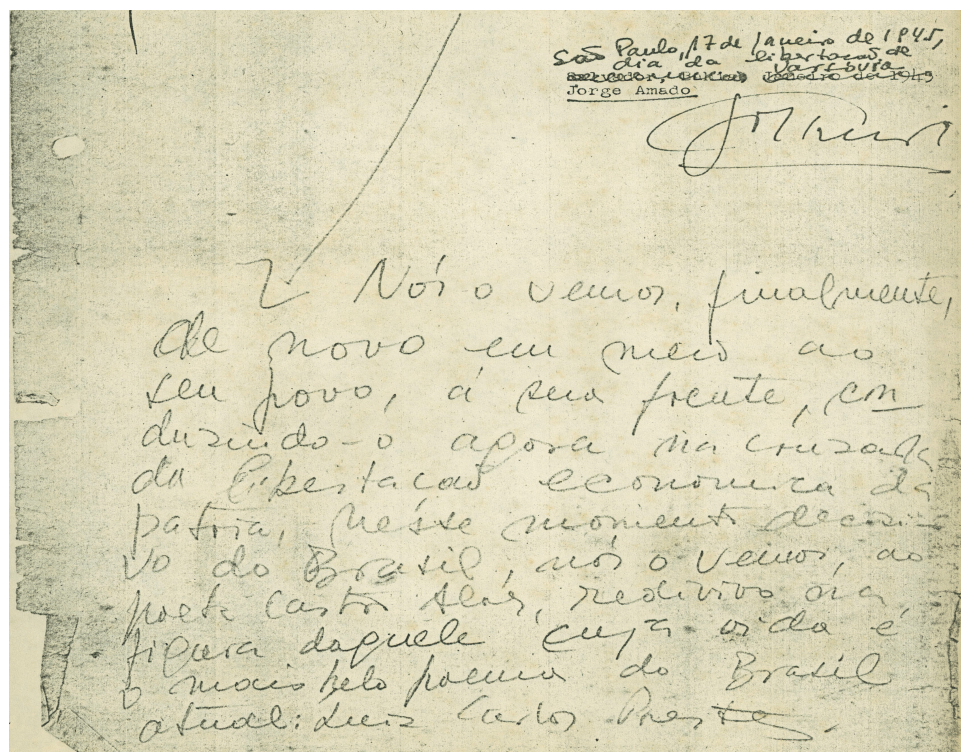 São Paulo, 17 de Janeiro de 1945,
dia da libertação de
Varsóvia
Jorge Amado
Nós o vemos, finalmente,
de novo em meio ao
seu povo, á sua frente, con
duzindo-o agora na cruzada
da libertacão economica da
patria, nésse momento decisi-
vo do Brasil, nós o vemos, ao
poeta Castro Alves, redivivo na
figura daquele cuja vida é
o mais belo poema do Brasil
atual: Luis Carlos Prestes.